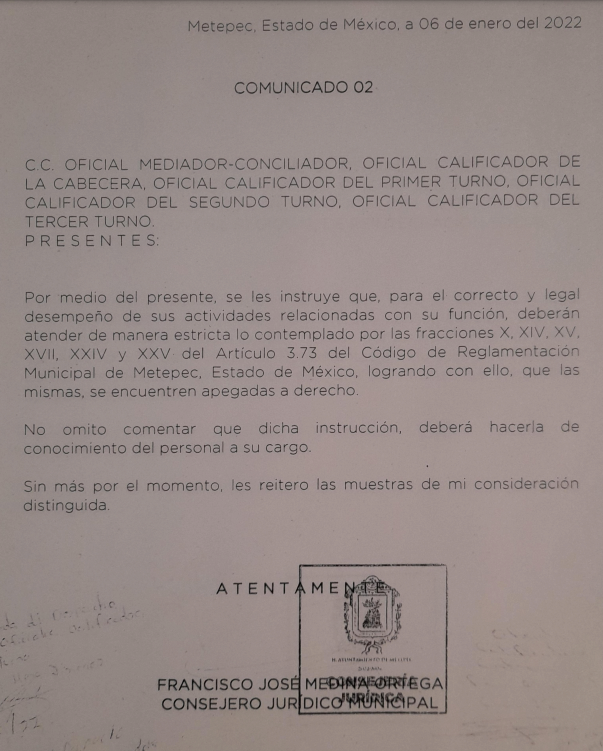 Metepec, Estado de México, a 06 de enero del 2022
COMUNICADO 02
C.C. OFICIAL MEDIADOR-CONCILIADOR, OFICIAL CALIFICADOR DE
LA CABECERA, OFICIAL CALIFICADOR DEL PRIMER TURNO, OFICIAL
CALIFICADOR DEL SEGUNDO TURNO, OFICIAL CALIFICADOR DEL
TERCER TURNO.
P R E S E N T E S:
Por medio del presente, se les instruye que, para el correcto y legal
desempeño de sus actividades relacionadas con su función, deberán
atender de manera estricta lo contemplado por las fracciones X, XIV, XV,
XVII, XXIV y XXV del Artículo 3.73 del Código de Reglamentación
Municipal de Metepec, Estado de México, logrando con ello, que las
mismas, se encuentren apegadas a derecho.
No omito comentar que dicha instrucción, deberá hacerla de
conocimiento del personal a su cargo.
Sin más por el momento, les reitero las muestras de mi consideración
distinguida.
A T E N T A M E N T E
CONSEJERÍA
JURÍDICA
FRANCISCO JOSÉ MEDINA ORTEGA
CONSEJERO JURÍDICO MUNICIPAL